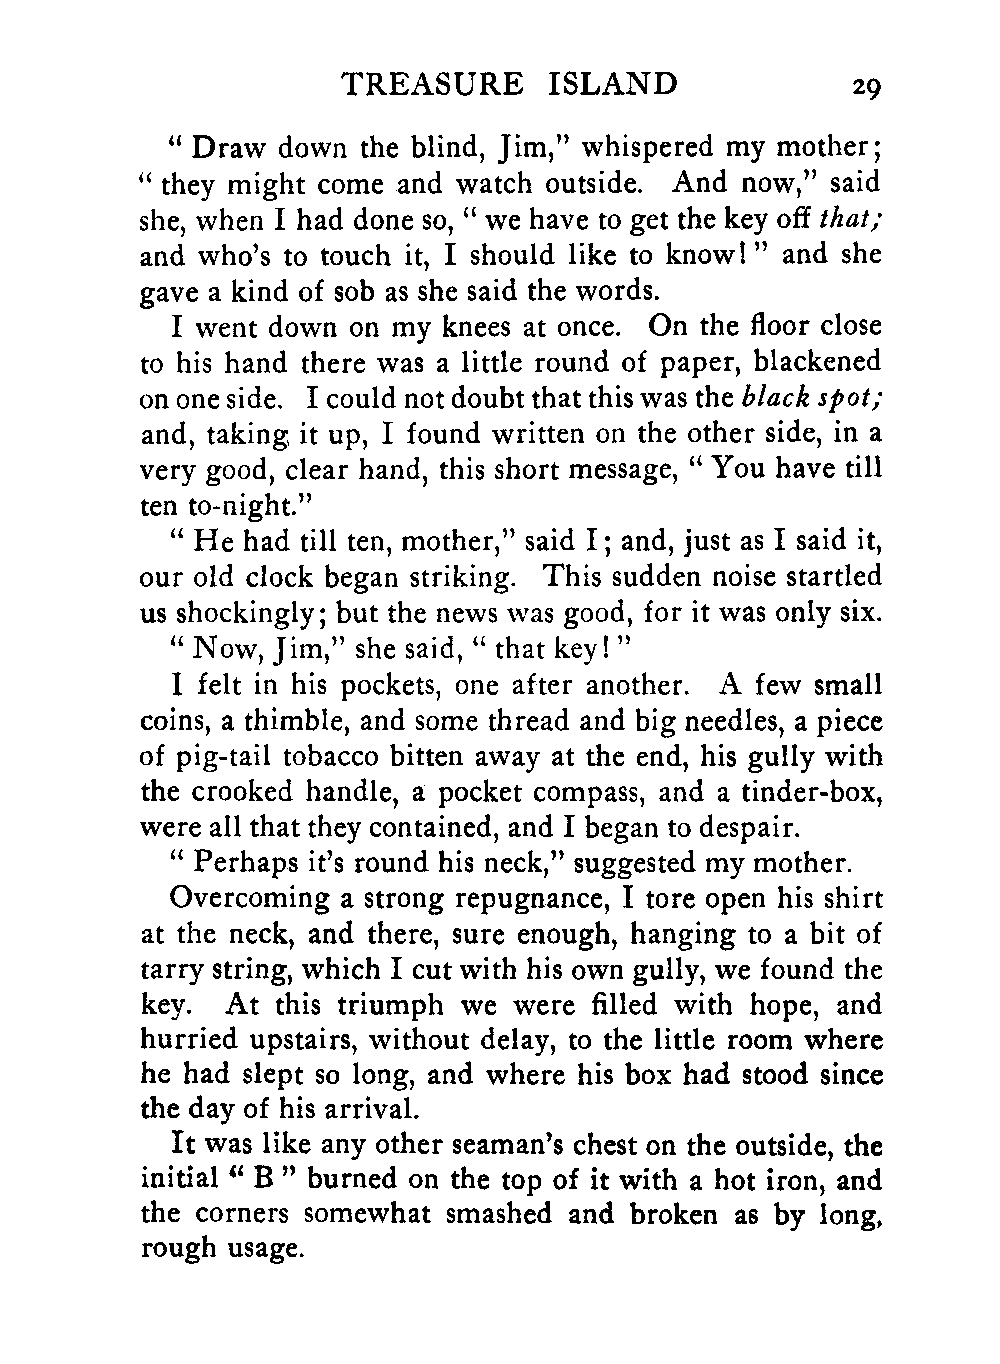 TREASURE ISLAND 29
“ Draw down the blind, Jim,” whispered my mother;
“ they might come and watch outside. And now,” said
she, when I had done so, “ we have to get the key off that;
and who’s to touch it, I should like to know! ” and she
gave a kind of sob as she said the words.
I went down on my knees at once. On the floor close
to his hand there was a little round of paper, blackened
on one side. I could not doubt that this was the black spot;
and, taking it up, I found written on the other side, in a
very good, clear hand, this short message, “ You have till
ten to-night.”
“ He had till ten, mother,” said I; and, just as I said it,
our old clock began striking. This sudden noise startled
us shockingly; but the news was good, for it was only six.
“ Now, Jim,” she said, “ that key! ”
I felt in his pockets, one after another. A few small
coins, a thimble, and some thread and big needles, a piece
of pig-tail tobacco bitten away at the end, his gully with
the crooked handle, a pocket compass, and a tinder-box,
were all that they contained, and I began to despair.
“ Perhaps it’s round his neck,” suggested my mother.
Overcoming a strong repugnance, I tore open his shirt
at the neck, and there, sure enough, hanging to a bit of
tarry string, which I cut with his own gully, we found the
key. At this triumph we were filled with hope, and
hurried upstairs, without delay, to the little room where
he had slept so long, and where his box had stood since
the day of his arrival.
It was like any other seaman’s chest on the outside, the
initial “ B ” burned on the top of it with a hot iron, and
the corners somewhat smashed and broken as by long,
rough usage.